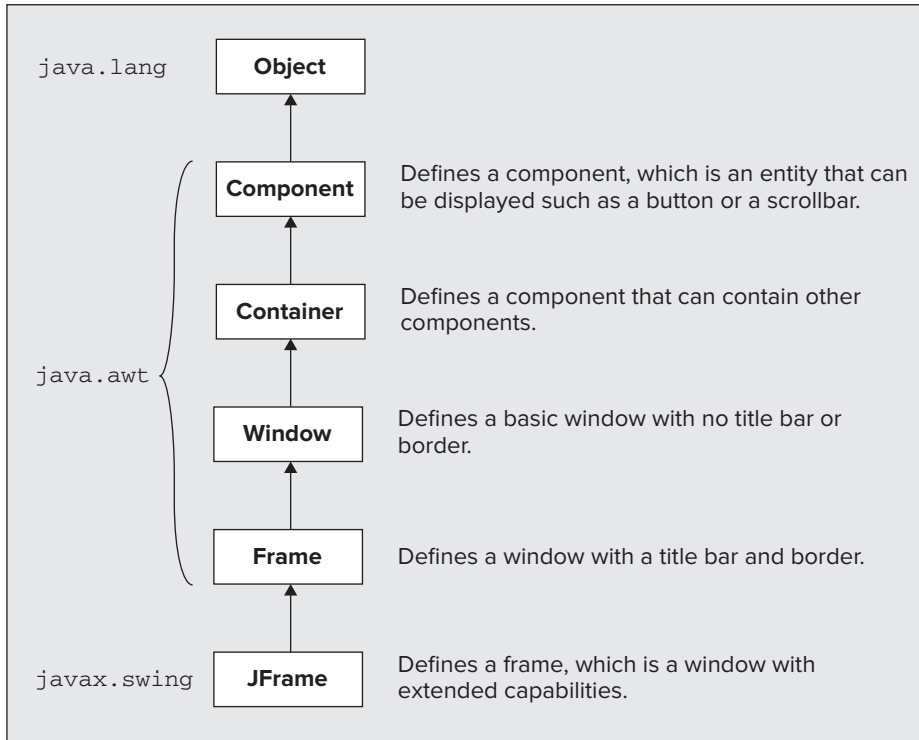 java.lang
Object
Component
Defines a component, which is an entity that can
be displayed such as a button or a scrollbar.
Container
Defines a component that can contain other
components.
java.awt
Window
Defines a basic window with no title bar or
border.
Frame
Defines a window with a title bar and border.
javax.swing
JFrame
Defines a frame, which is a window with
extended capabilities.